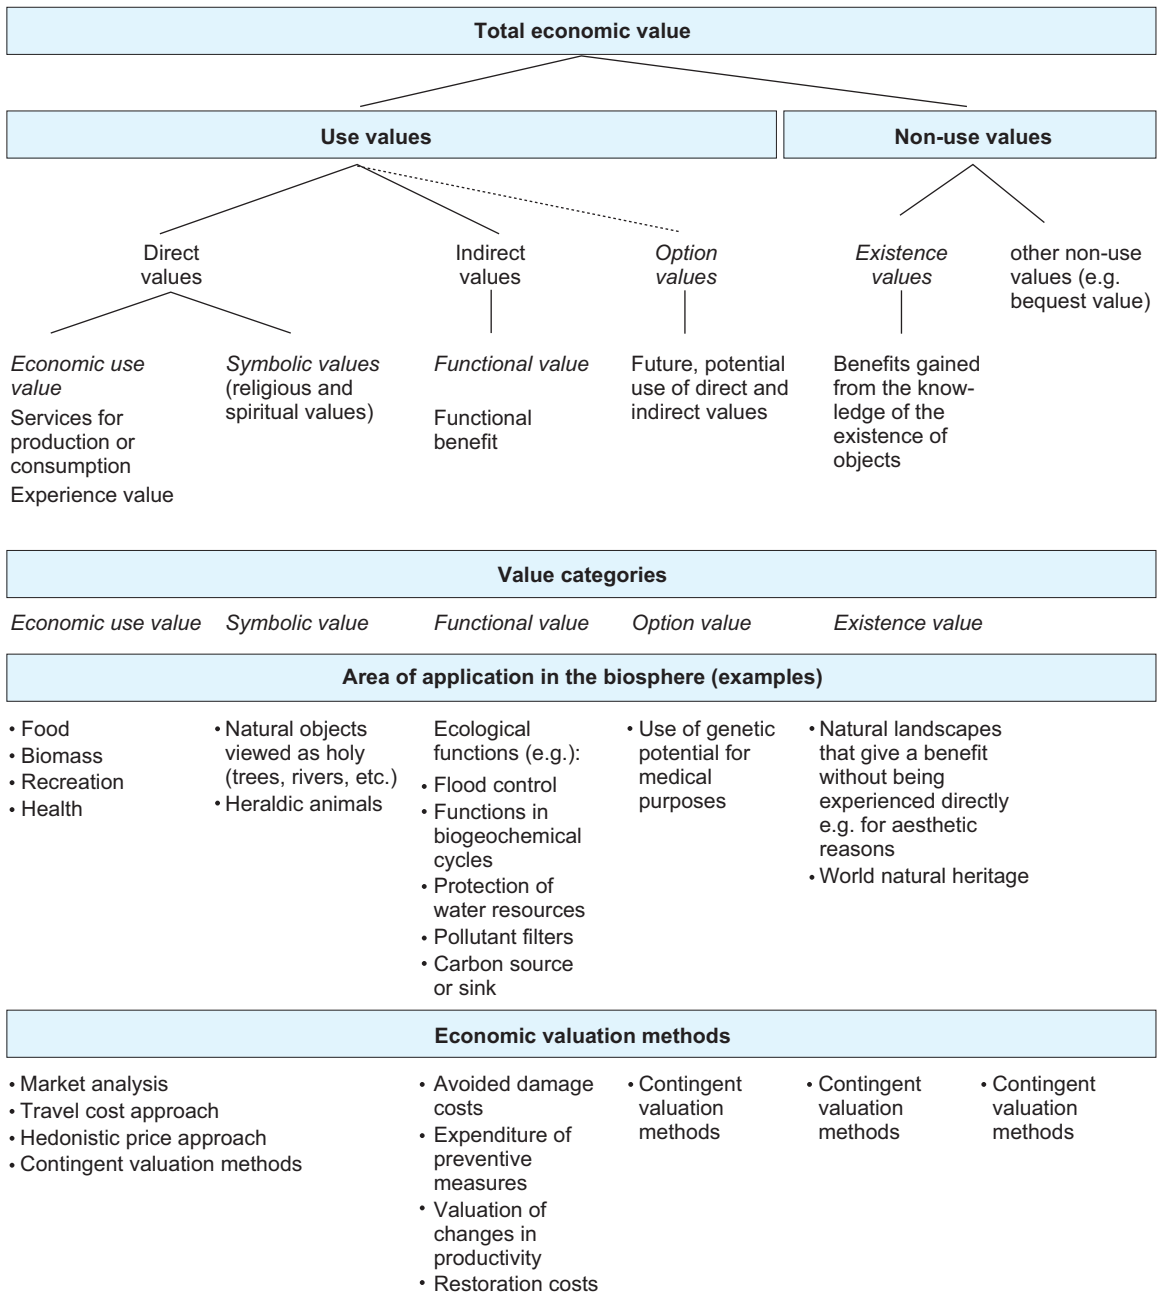 Total economic value
Use values
Non-use values
Direct
values
Indirect
values
Option
values
Existence
values
other non-use
values (e.g.
bequest value)
Economic use
value
Services for
production or
consumption
Experience value
Symbolic values
(religious and
spiritual values)
Functional value
Functional
benefit
Future, potential
use of direct and
indirect values
Benefits gained
from the know-
ledge of the
existence of
objects
Value categories
Economic use value
Symbolic value
Functional value
Option value
Existence value
Area of application in the biosphere (examples)
• Food
• Biomass
• Recreation
• Health
• Natural objects
viewed as holy
(trees, rivers, etc.)
• Heraldic animals
Ecological
functions (e.g.):
• Flood control
• Functions in
biogeochemical
cycles
• Protection of
water resources
• Pollutant filters
• Carbon source
or sink
• Use of genetic
potential for
medical
purposes
• Natural landscapes
that give a benefit
without being
experienced directly
e.g. for aesthetic
reasons
• World natural heritage
Economic valuation methods
• Market analysis
• Travel cost approach
• Hedonistic price approach
• Contingent valuation methods
• Avoided damage
costs
• Expenditure of
preventive
measures
• Valuation of
changes in
productivity
• Restoration costs
• Contingent
valuation
methods
• Contingent
valuation
methods
• Contingent
valuation
methods